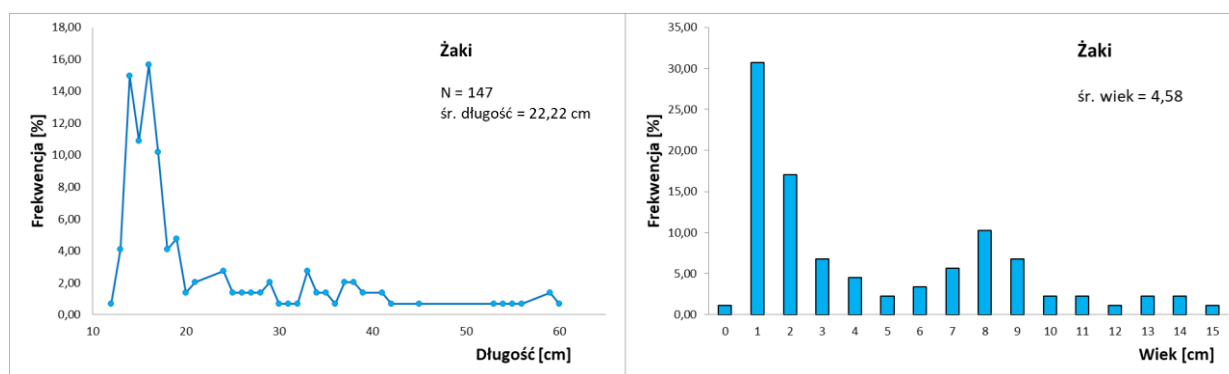 18,00
16,00
14,00
12,00
10,00
8,00
6,00
4,00
2,00
0,00
Frekwencja [%]
Żaki
N = 147
śr. długość = 22,22 cm
10 20 30 40 50 60
Długość [cm]
35,00
30,00
25,00
20,00
15,00
10,00
5,00
0,00
Frekwencja [%]
Żaki
śr. wiek = 4,58
0 1 2 3 4 5 6 7 8 9 10 11 12 13 14 15
Wiek [cm]